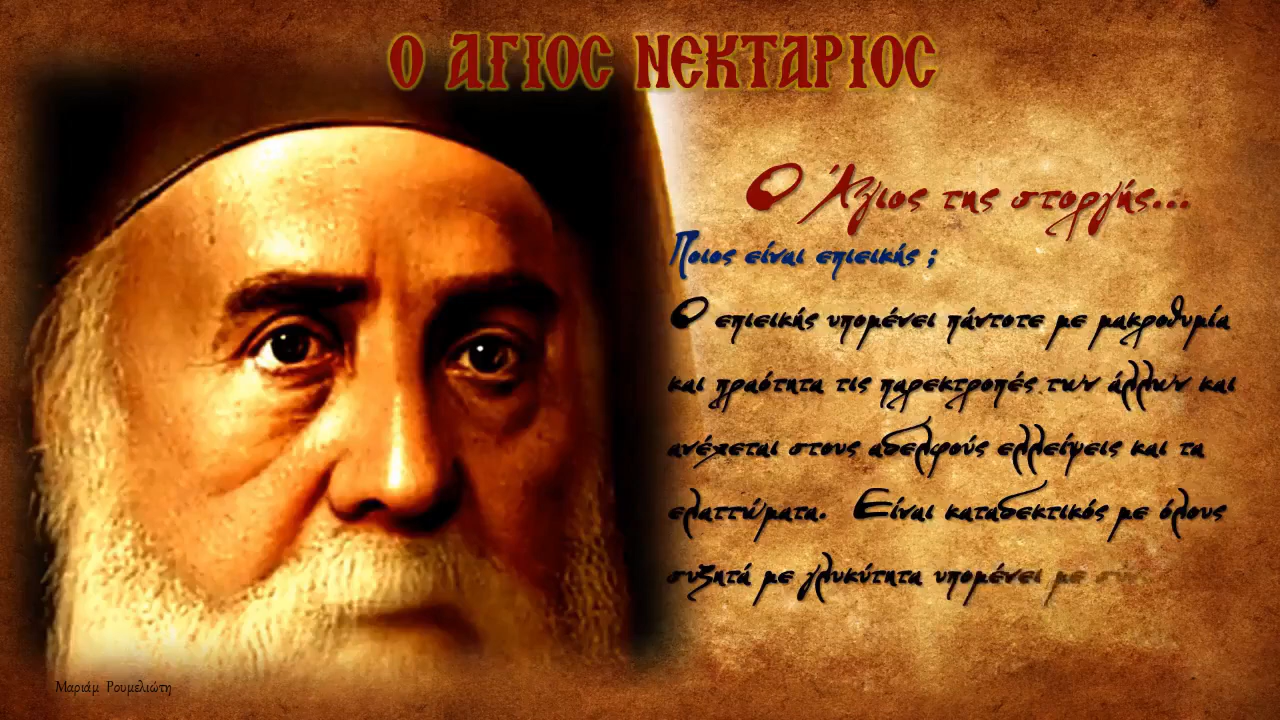 Ο ΑΓΙΟΣ ΝΕΚΤΑΡΙΟΣ
Ο Άγιος της στοργής...
Ποιος είναι επιεικής ;
Ο επιεικής υπομένει πάντοτε με μακροθυμία
και πραότητα τις παρεκτροπές των άλλων και
ανέχεται στους αδελφούς ελλείψεις και τα
ελαττώματα. Είναι καταδεκτικός με όλους
συζητά με γλυκύτητα υπομένει με
Μαριάμ Ρουμελιώτη